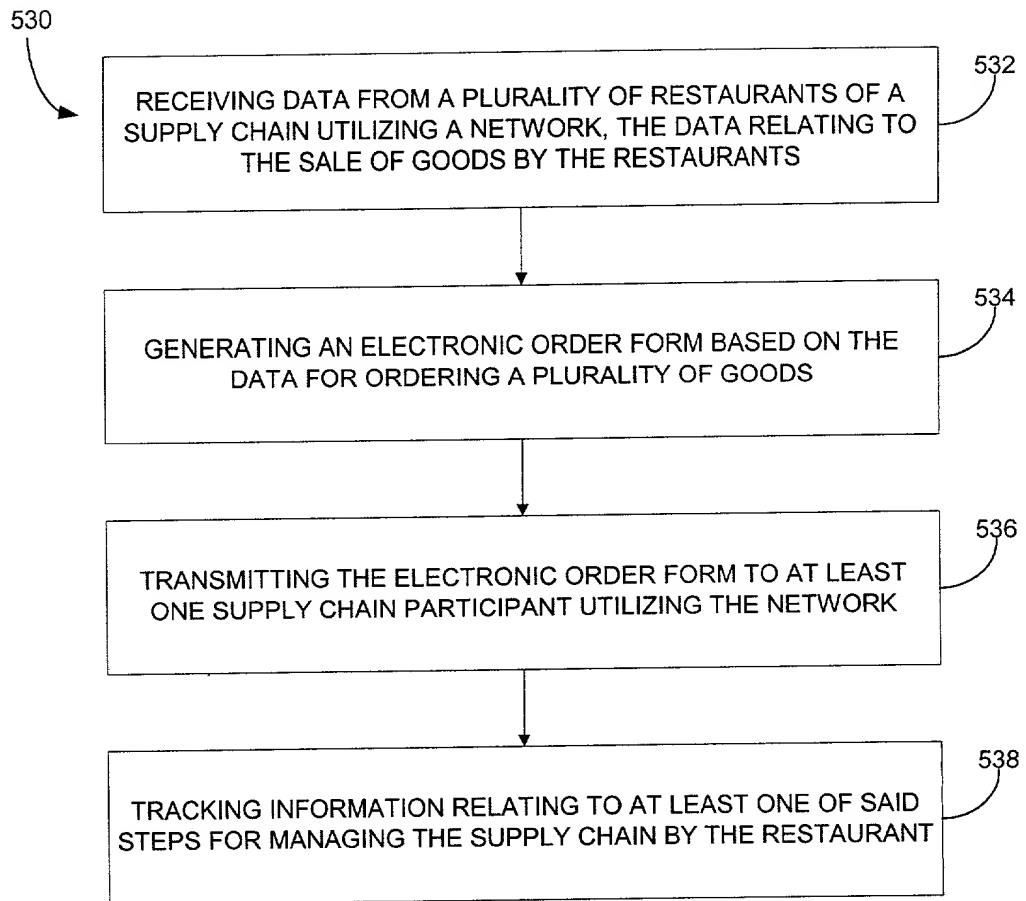 530
532
RECEIVING DATA FROM A PLURALITY OF RESTAURANTS OF A
SUPPLY CHAIN UTILIZING A NETWORK, THE DATA RELATING TO
THE SALE OF GOODS BY THE RESTAURANTS
534
GENERATING AN ELECTRONIC ORDER FORM BASED ON THE
DATA FOR ORDERING A PLURALITY OF GOODS
536
TRANSMITTING THE ELECTRONIC ORDER FORM TO AT LEAST
ONE SUPPLY CHAIN PARTICIPANT UTILIZING THE NETWORK
538
TRACKING INFORMATION RELATING TO AT LEAST ONE OF SAID
STEPS FOR MANAGING THE SUPPLY CHAIN BY THE RESTAURANT